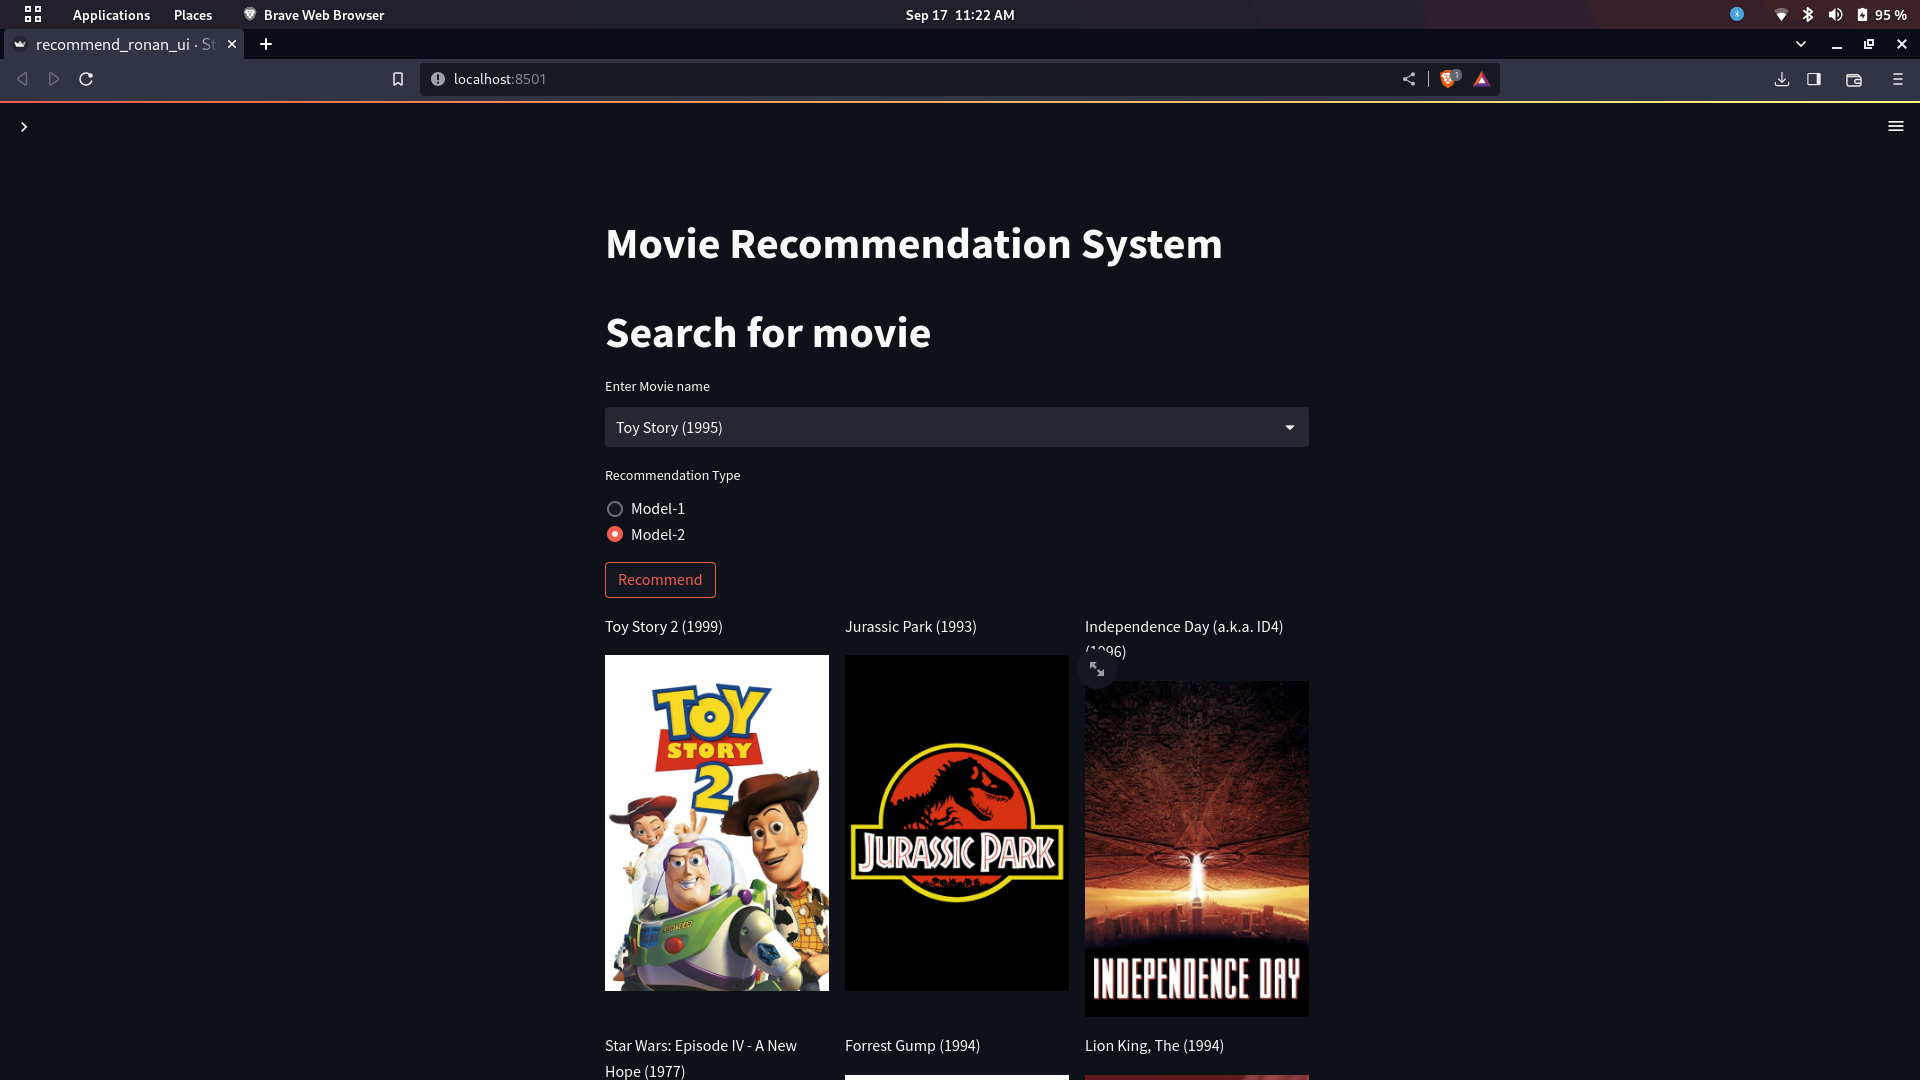 Applications Places Brave Web Browser Sep 17 11:22 AM 95 %
recommend_ronan_ui · St
localhost:8501 1
Movie Recommendation System
Search for movie
Enter Movie name
Toy Story (1995)
Recommendation Type
Model-1
Model-2
Recommend
Toy Story 2 (1999)
TOY
STORY
2
Jurassic Park (1993)
JURASSIC PARK
Independence Day (a.k.a. ID4)
(1996)
INDEPENDENCE DAY
Star Wars: Episode IV - A New
Hope (1977)
Forrest Gump (1994)
Lion King, The (1994)